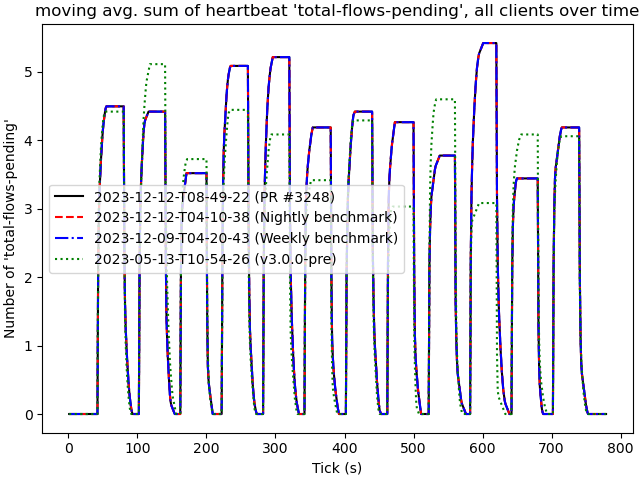 moving avg. sum of heartbeat 'total-flows-pending', all clients over time
Number of 'total-flows-pending'
5
4
3
2
1
0
2023-12-12-T08-49-22 (PR #3248)
2023-12-12-T04-10-38 (Nightly benchmark)
2023-12-09-T04-20-43 (Weekly benchmark)
2023-05-13-T10-54-26 (v3.0.0-pre)
0 100 200 300 400 500 600 700 800
Tick (s)